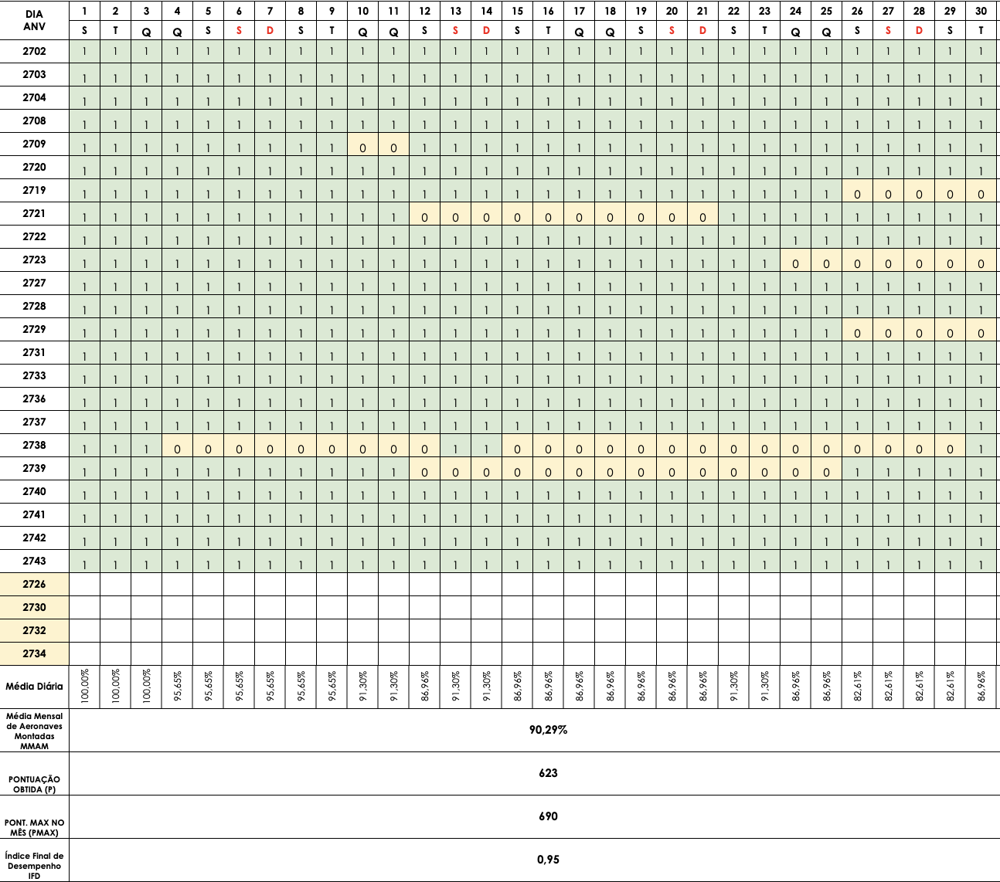 DIA 1 2 3 4 5 6 7 8 9 10 11 12 13 14 15 16 17 18 19 20 21 22 23 24 25 26 27 28 29 30
ANV S T Q Q S S D S T Q Q S S D S T Q Q S S D S T Q Q S S D S T
2702 1 1 1 1 1 1 1 1 1 1 1 1 1 1 1 1 1 1 1 1 1 1 1 1 1 1 1 1 1 1
2703 1 1 1 1 1 1 1 1 1 1 1 1 1 1 1 1 1 1 1 1 1 1 1 1 1 1 1 1 1 1
2704 1 1 1 1 1 1 1 1 1 1 1 1 1 1 1 1 1 1 1 1 1 1 1 1 1 1 1 1 1 1
2708 1 1 1 1 1 1 1 1 1 1 1 1 1 1 1 1 1 1 1 1 1 1 1 1 1 1 1 1 1 1
2709 1 1 1 1 1 1 1 1 1 0 0 1 1 1 1 1 1 1 1 1 1 1 1 1 1 1 1 1 1 1
2720 1 1 1 1 1 1 1 1 1 1 1 1 1 1 1 1 1 1 1 1 1 1 1 1 1 1 1 1 1 1
2719 1 1 1 1 1 1 1 1 1 1 1 1 1 1 1 1 1 1 1 1 1 1 1 1 1 0 0 0 0 0
2721 1 1 1 1 1 1 1 1 1 1 1 0 0 0 0 0 0 0 0 0 0 1 1 1 1 1 1 1 1 1
2722 1 1 1 1 1 1 1 1 1 1 1 1 1 1 1 1 1 1 1 1 1 1 1 1 1 1 1 1 1 1
2723 1 1 1 1 1 1 1 1 1 1 1 1 1 1 1 1 1 1 1 1 1 1 1 0 0 0 0 0 0 0
2727 1 1 1 1 1 1 1 1 1 1 1 1 1 1 1 1 1 1 1 1 1 1 1 1 1 1 1 1 1 1
2728 1 1 1 1 1 1 1 1 1 1 1 1 1 1 1 1 1 1 1 1 1 1 1 1 1 1 1 1 1 1
2729 1 1 1 1 1 1 1 1 1 1 1 1 1 1 1 1 1 1 1 1 1 1 1 1 1 0 0 0 0 0
2731 1 1 1 1 1 1 1 1 1 1 1 1 1 1 1 1 1 1 1 1 1 1 1 1 1 1 1 1 1 1
2733 1 1 1 1 1 1 1 1 1 1 1 1 1 1 1 1 1 1 1 1 1 1 1 1 1 1 1 1 1 1
2736 1 1 1 1 1 1 1 1 1 1 1 1 1 1 1 1 1 1 1 1 1 1 1 1 1 1 1 1 1 1
2737 1 1 1 1 1 1 1 1 1 1 1 1 1 1 1 1 1 1 1 1 1 1 1 1 1 1 1 1 1 1
2738 1 1 1 0 0 0 0 0 0 0 0 0 1 1 0 0 0 0 0 0 0 0 0 0 0 0 0 0 0 1
2739 1 1 1 1 1 1 1 1 1 1 1 0 0 0 0 0 0 0 0 0 0 0 0 0 0 1 1 1 1 1
2740 1 1 1 1 1 1 1 1 1 1 1 1 1 1 1 1 1 1 1 1 1 1 1 1 1 1 1 1 1 1
2741 1 1 1 1 1 1 1 1 1 1 1 1 1 1 1 1 1 1 1 1 1 1 1 1 1 1 1 1 1 1
2742 1 1 1 1 1 1 1 1 1 1 1 1 1 1 1 1 1 1 1 1 1 1 1 1 1 1 1 1 1 1
2743 1 1 1 1 1 1 1 1 1 1 1 1 1 1 1 1 1 1 1 1 1 1 1 1 1 1 1 1 1 1
2726
2730
2732
2734
Média Diária 100,00% 100,00% 100,00% 95,65% 95,65% 95,65% 95,65% 95,65% 95,65% 91,30% 91,30% 86,96% 91,30% 91,30% 86,96% 86,96% 86,96% 86,96% 86,96% 86,96% 86,96% 91,30% 91,30% 86,96% 86,96% 82,61% 82,61% 82,61% 82,61% 86,96%
Média Mensal
de Aeronaves
Montadas
MMAM
90,29%
PONTUAÇÃO
OBTIDA (P)
623
PONT. MAX NO
MÊS (PMAX)
690
Índice Final de
Desempenho
IFD
0,95